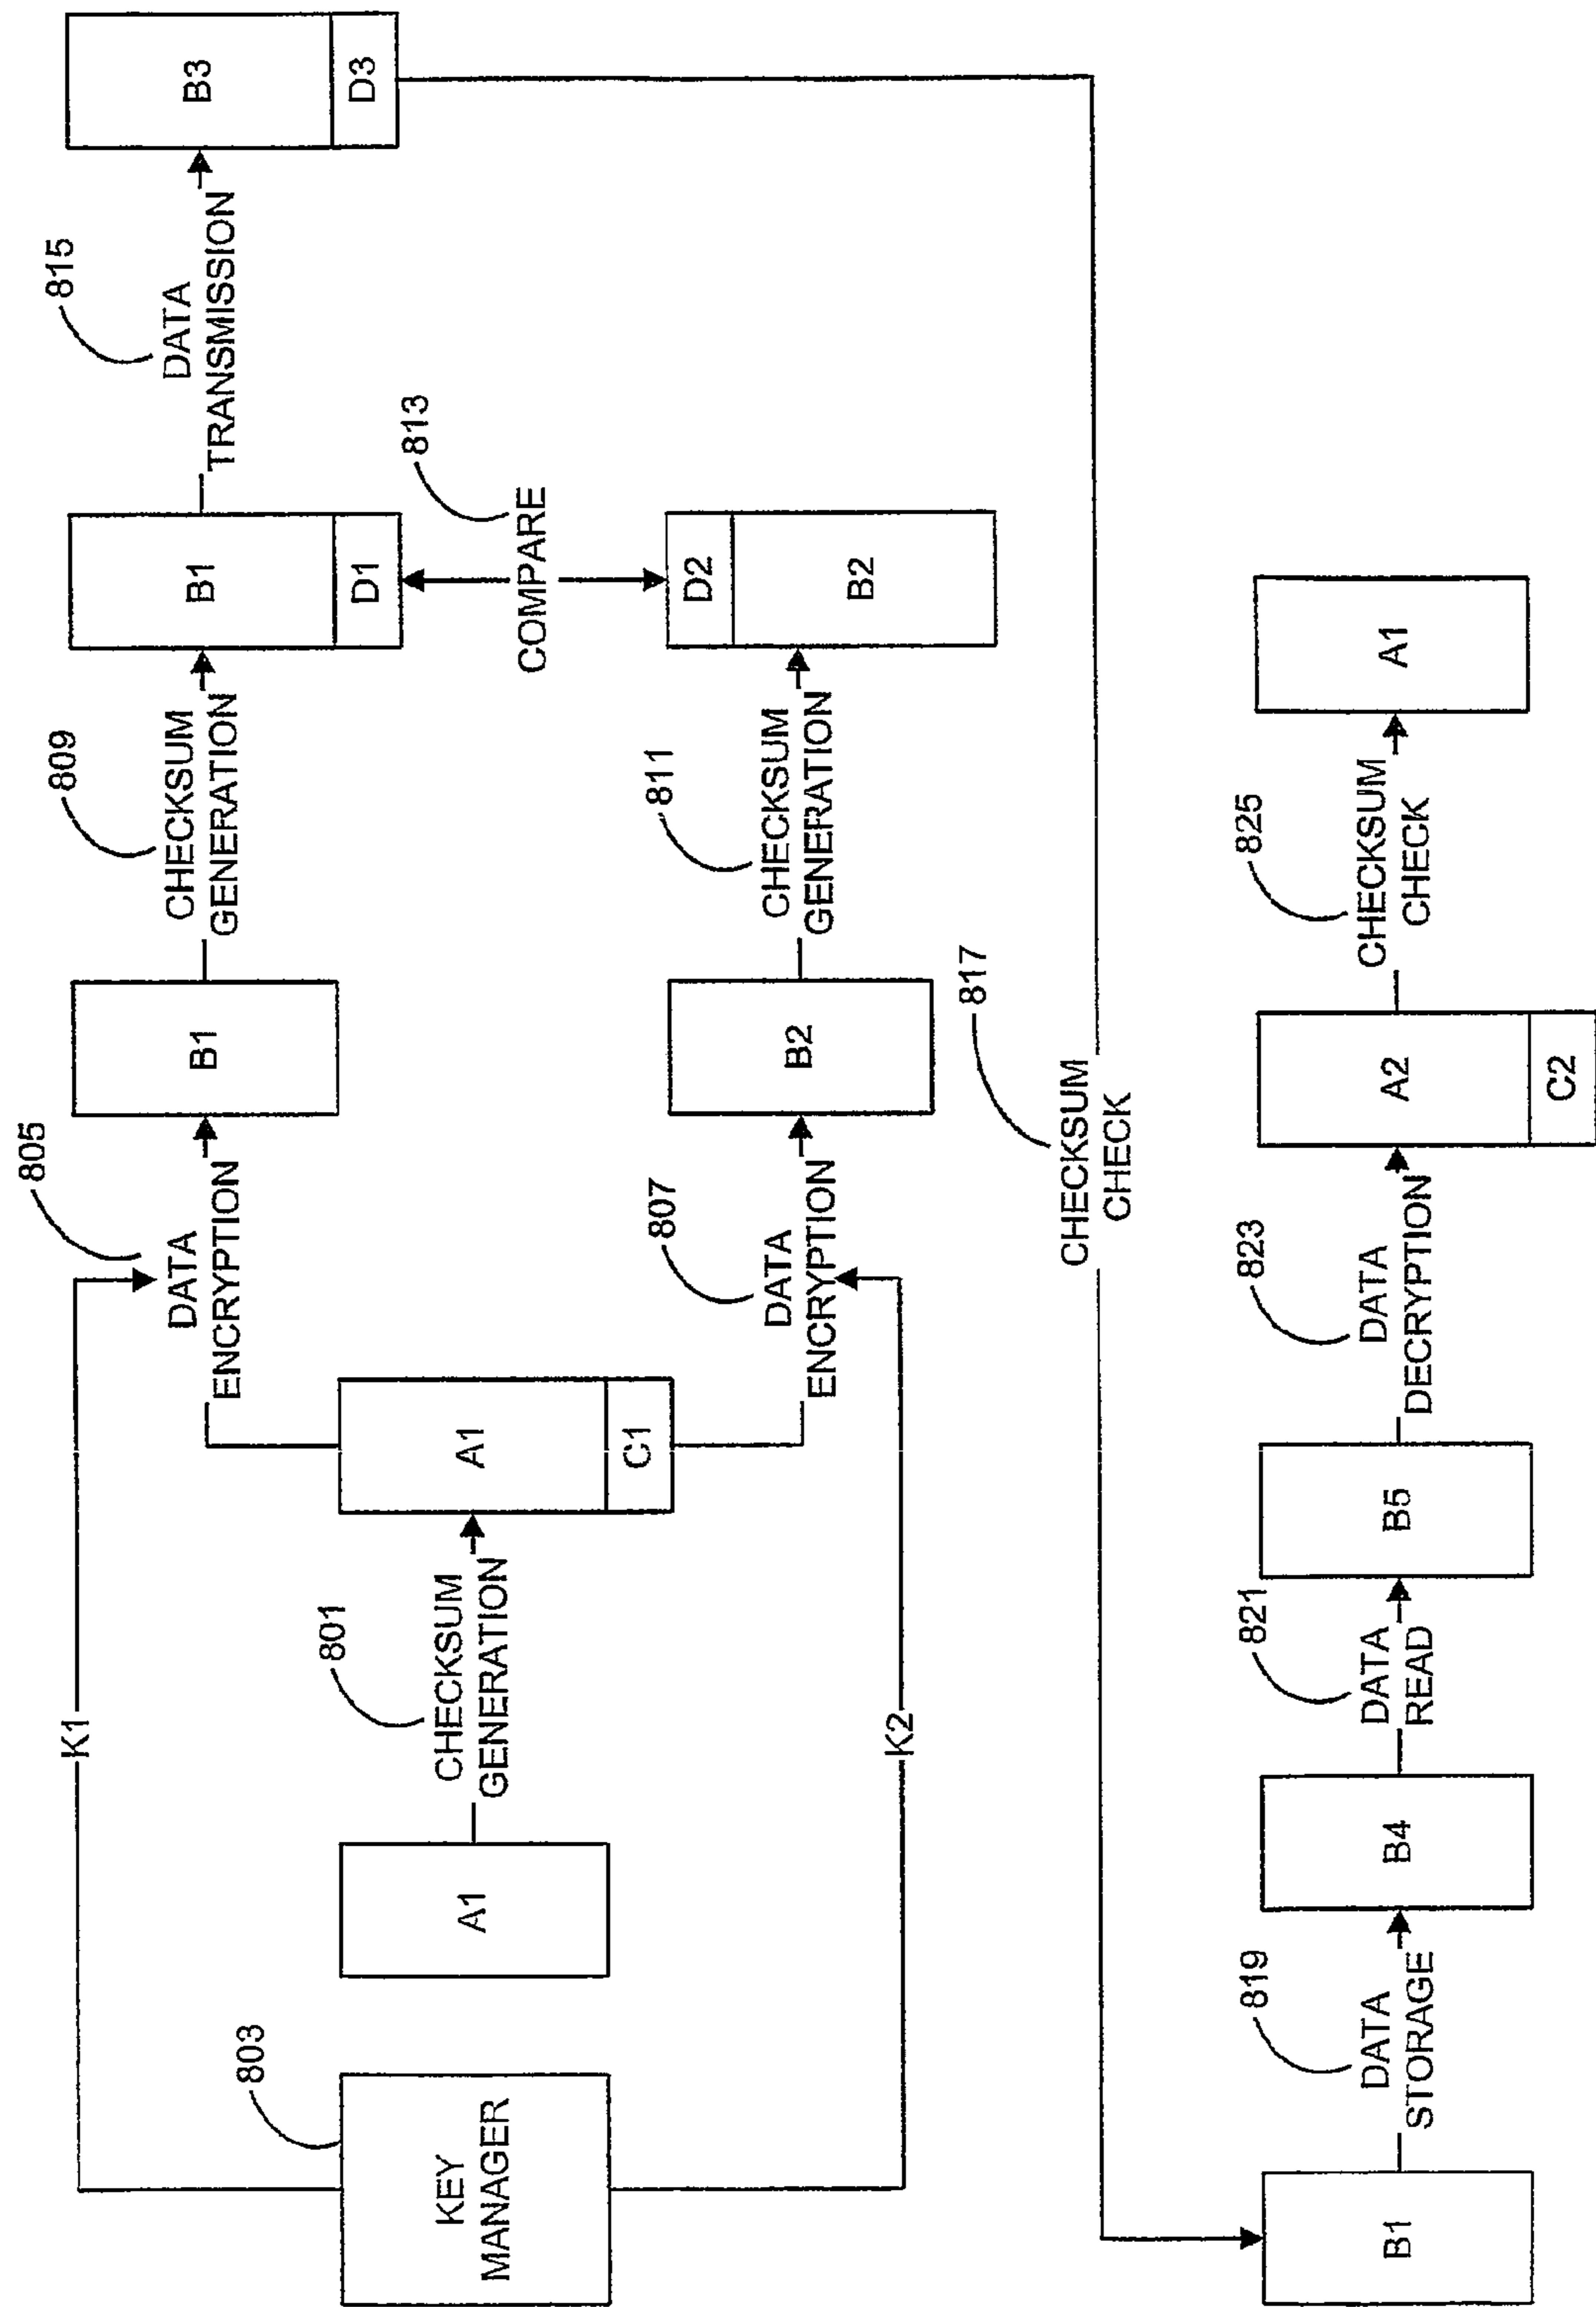 803
KEY
MANAGER
K1
K2
A1
801
CHECKSUM
GENERATION
A1
C1
805
DATA
ENCRYPTION
807
DATA
ENCRYPTION
B1
B2
809
CHECKSUM
GENERATION
811
CHECKSUM
GENERATION
B1
D1
813
COMPARE
D2
B2
815
DATA
TRANSMISSION
B3
D3
817
CHECKSUM
CHECK
B1
819
DATA
STORAGE
B4
821
DATA
READ
B5
823
DATA
DECRYPTION
A2
C2
825
CHECKSUM
CHECK
A1